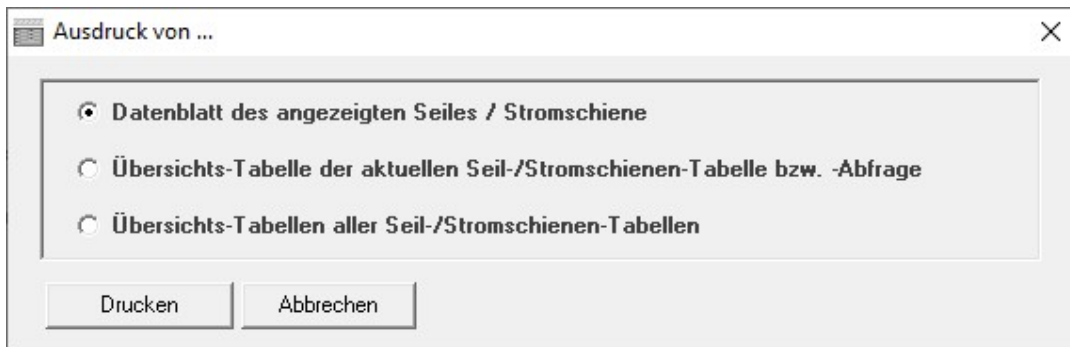 Ausdruck von ...
Datenblatt des angezeigten Seiles / Stromschiene
Übersichts-Tabelle der aktuellen Seil-/Stromschienen-Tabelle bzw. -Abfrage
Übersichts-Tabellen aller Seil-/Stromschienen-Tabellen
Drucken Abbrechen